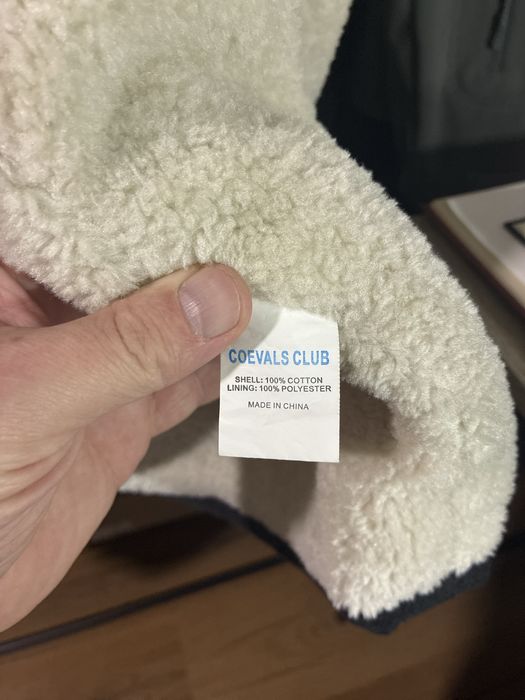 COEVALS CLUB
SHELL: 100% COTTON
LINING: 100% POLYESTER
MADE IN CHINA